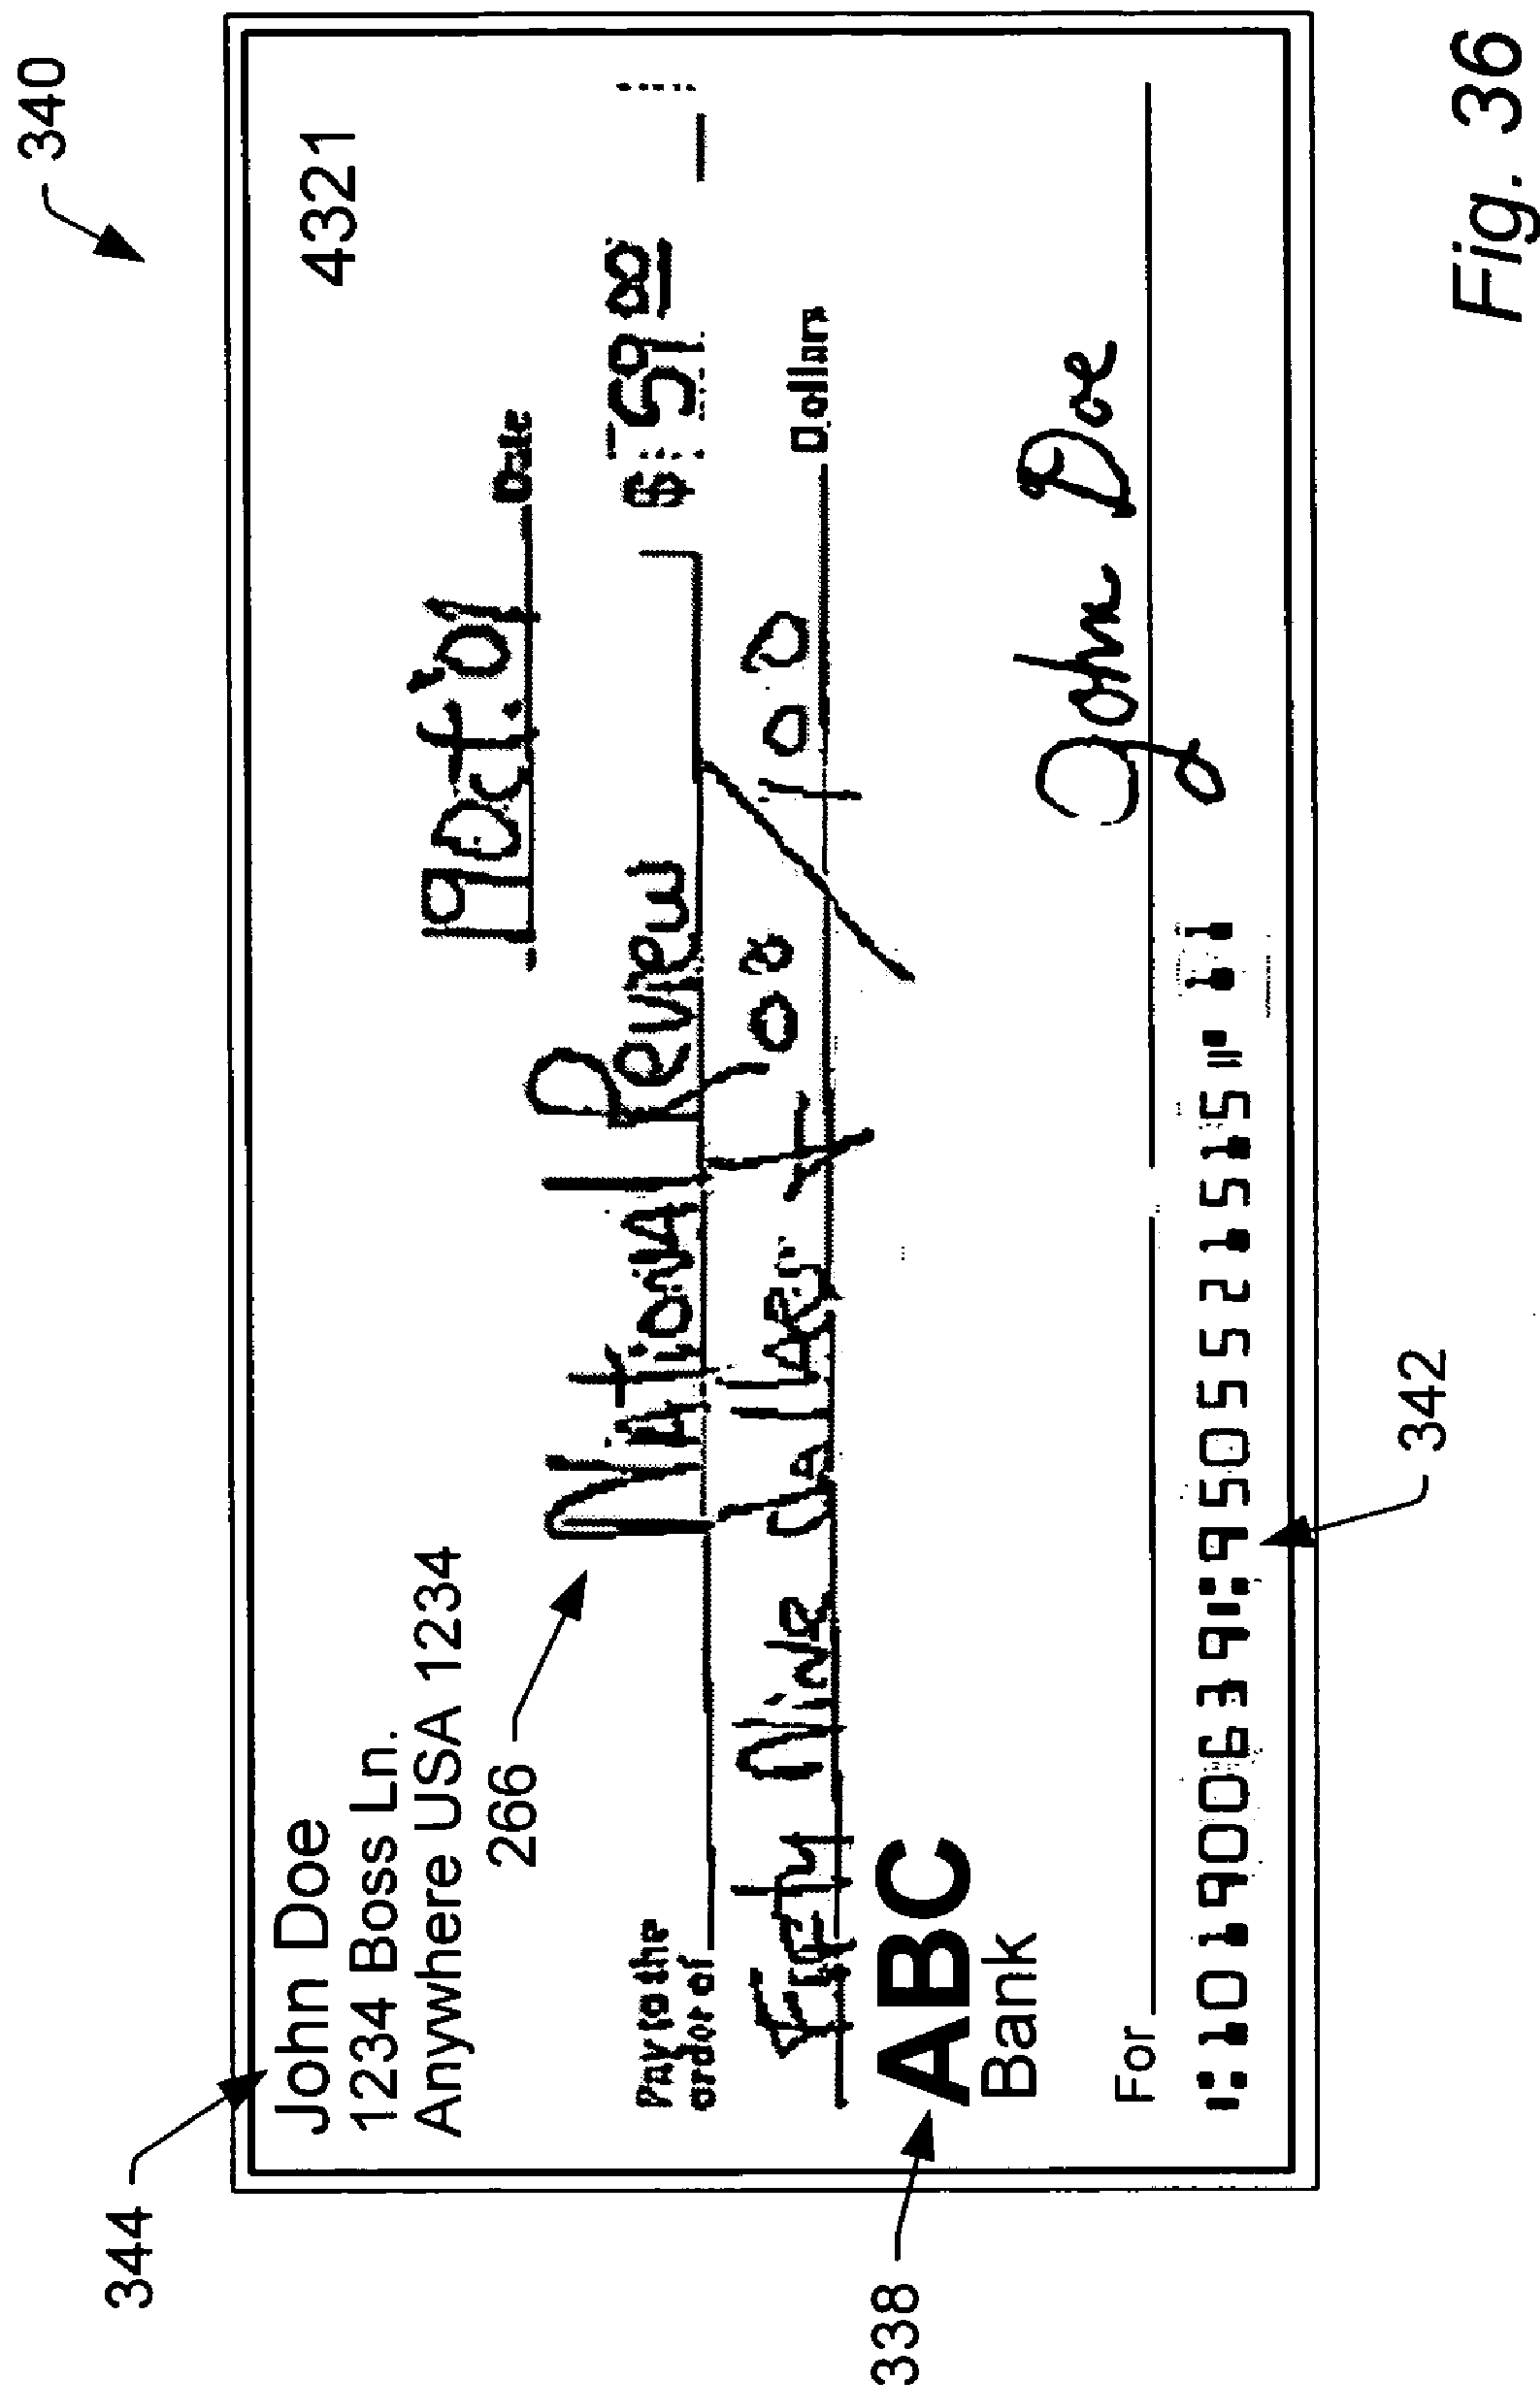 340
344
John Doe
4321
1234 Boss Ln.
Anywhere USA 1234
19 Oct. '01 Date
266
Pay to the
order of National Review $ 59 00
Fifty Nine dollars 00/100 Dollars
338
ABC
Bank
For John Doe
⑆101900639⑆9505521515⑈ 11
342
Fig. 36